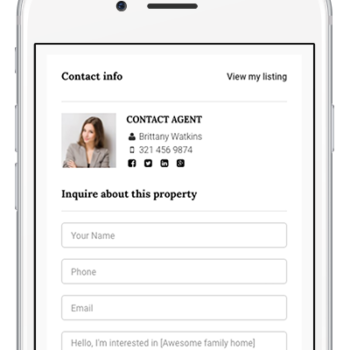 Contact info
View my listing
CONTACT AGENT
Brittany Watkins
321 456 9874
Inquire about this property
Your Name
Phone
Email
Hello, I'm interested in [Awesome family home]